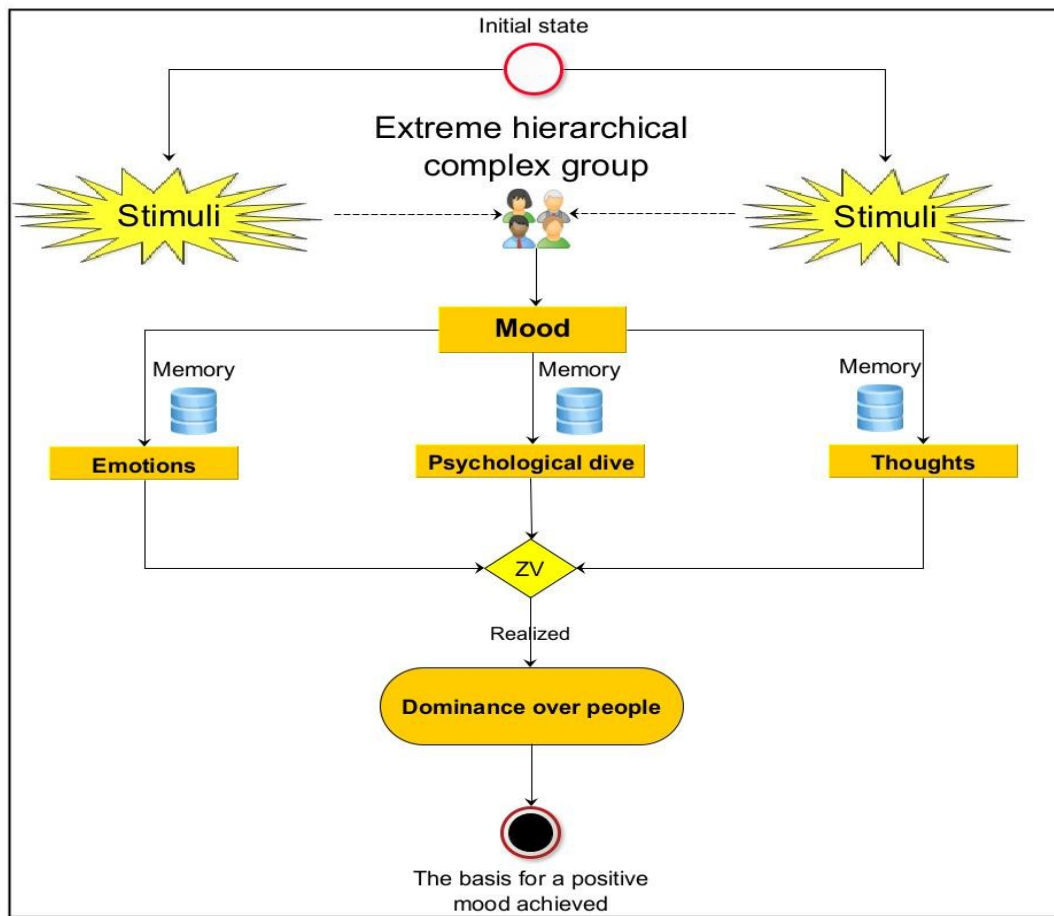 Initial state
Extreme hierarchical
complex group
Stimuli
Stimuli
Mood
Memory
Memory
Memory
Emotions
Psychological dive
Thoughts
ZV
Realized
Dominance over people
The basis for a positive
mood achieved